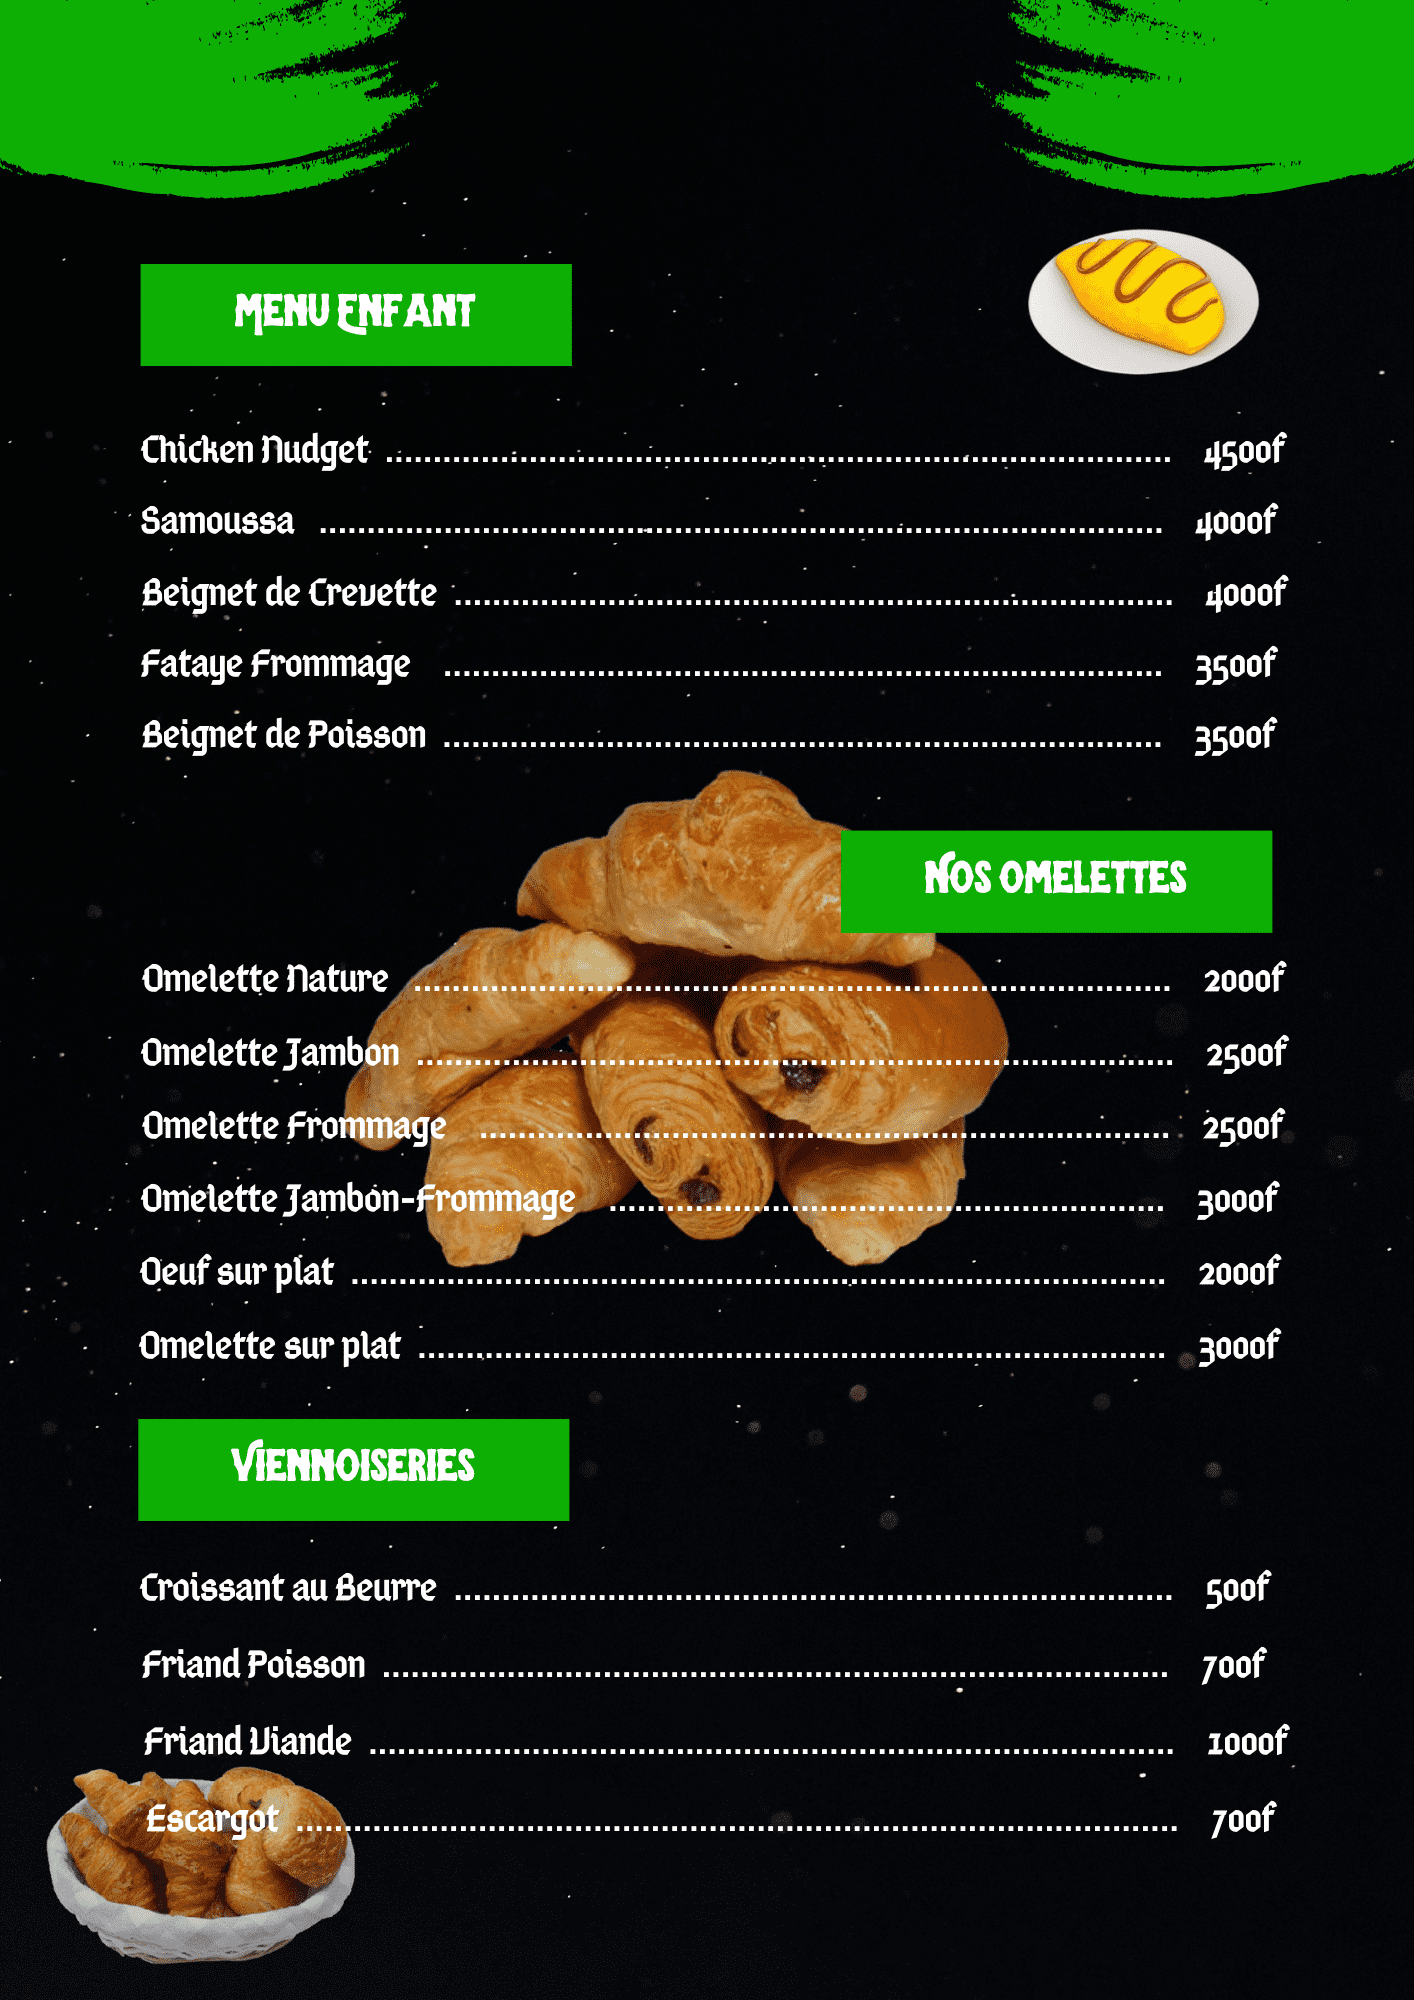 MENU ENFANT
Chicken Nudget ........................................................................ 4500f
Samoussa ........................................................................ 4000f
Beignet de Crevette ........................................................................ 4000f
Fataye Frommage ........................................................................ 3500f
Beignet de Poisson ........................................................................ 3500f
NOS OMELETTES
Omelette Nature ........................................................................ 2000f
Omelette Jambon ........................................................................ 2500f
Omelette Frommage ........................................................................ 2500f
Omelette Jambon-Frommage ........................................................................ 3000f
Oeuf sur plat ........................................................................ 2000f
Omelette sur plat ........................................................................ 3000f
VIENNOISERIES
Croissant au Beurre ........................................................................ 500f
Friand Poisson ........................................................................ 700f
Friand Viande ........................................................................ 1000f
Escargot ........................................................................ 700f